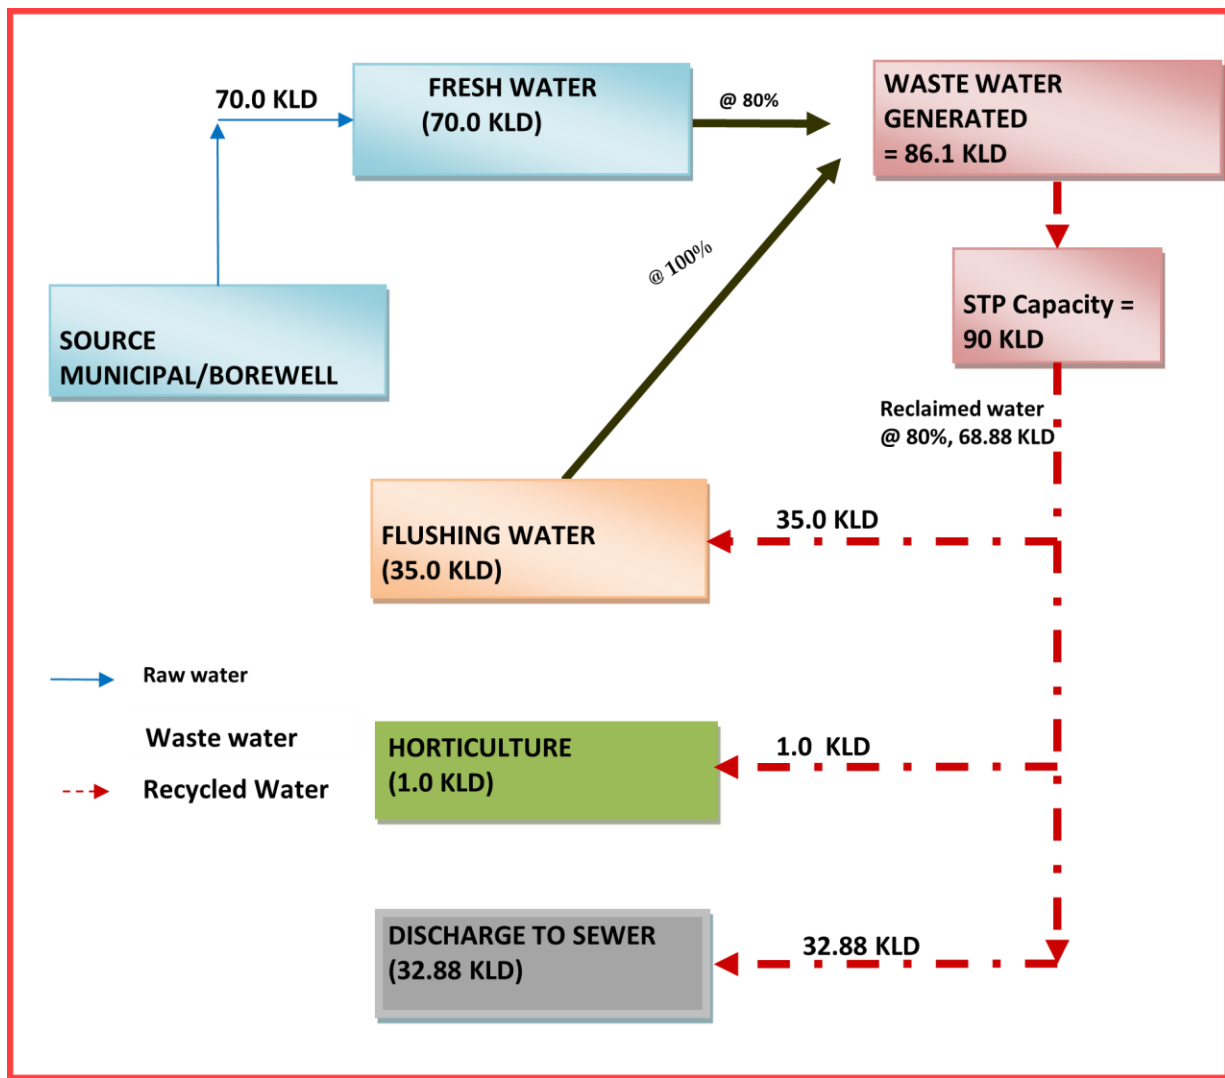 70.0 KLD
FRESH WATER
(70.0 KLD)
@ 80%
WASTE WATER
GENERATED
= 86.1 KLD
@ 100%
STP Capacity =
90 KLD
SOURCE
MUNICIPAL/BOREWELL
Reclaimed water
@ 80%, 68.88 KLD
FLUSHING WATER
(35.0 KLD)
35.0 KLD
Raw water
Waste water
Recycled Water
HORTICULTURE
(1.0 KLD)
1.0 KLD
DISCHARGE TO SEWER
(32.88 KLD)
32.88 KLD